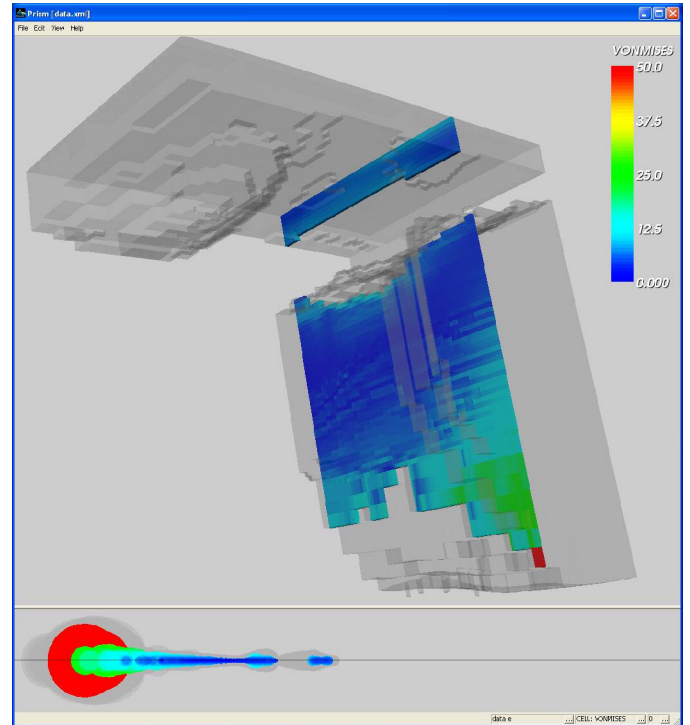 Prism [data.xml]
File Edit View Help
VONMISES
50.0
37.5
25.0
12.5
0.000
data e ... CELL: VONMISES ... 0 ...